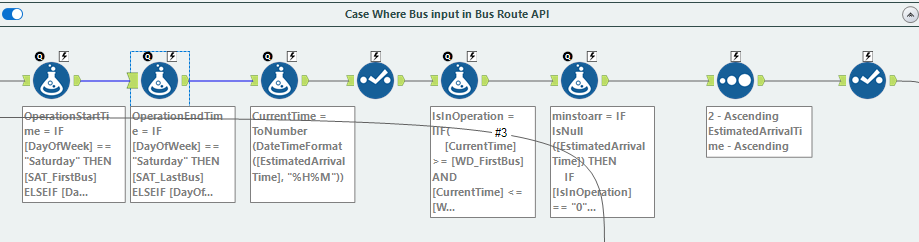 Case Where Bus input in Bus Route API
OperationStartTi
me = IF
[DayOfWeek] ==
"Saturday" THEN
[SAT_FirstBus]
ELSEIF [Da...
OperationEndTim
e = IF
[DayOfWeek] ==
"Saturday" THEN
[SAT_LastBus]
ELSEIF [DayOf...
CurrentTime =
ToNumber
(DateTimeFormat
([EstimatedArrival
Time], "%H%M"))
IsInOperation =
IIF(
[CurrentTime]
>= [WD_FirstBus]
AND
[CurrentTime] <=
[W...
#3
minstoarr = IF
IsNull
([EstimatedArrival
Time]) THEN
IF
[IsInOperation]
== "0"...
2 - Ascending
EstimatedArrivalTi
me - Ascending